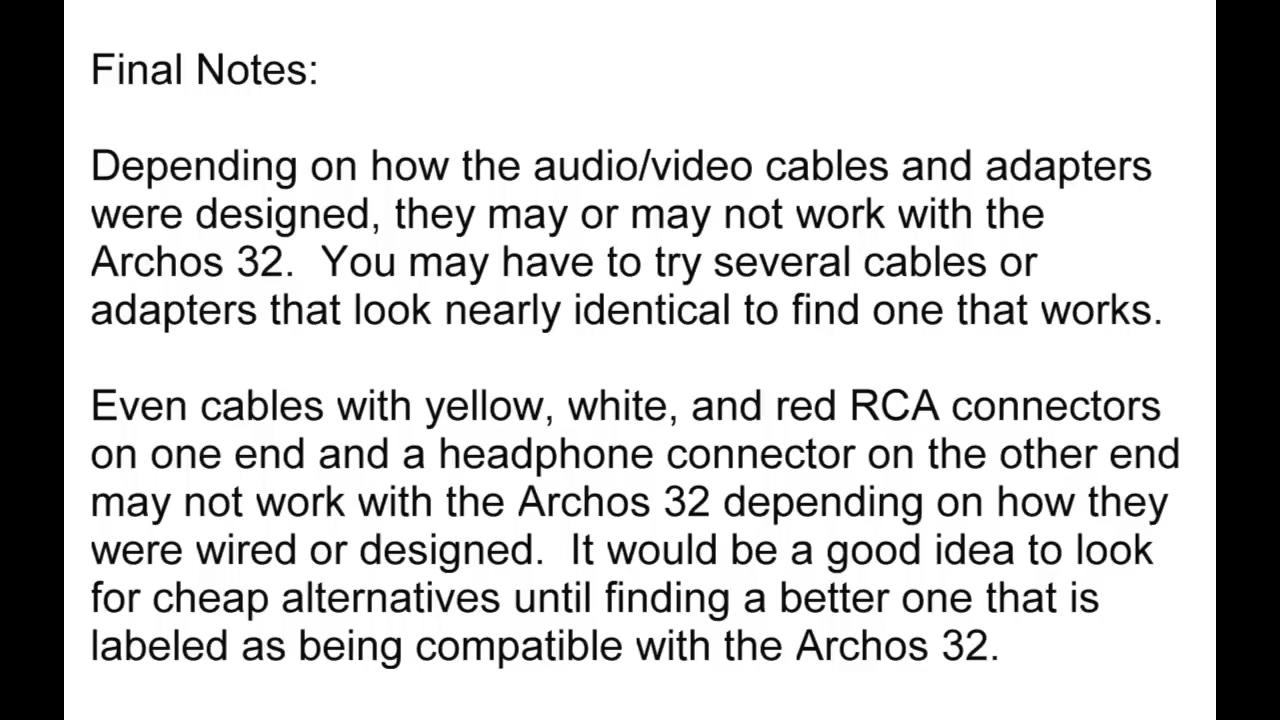 Final Notes:
Depending on how the audio/video cables and adapters
were designed, they may or may not work with the
Archos 32.  You may have to try several cables or
adapters that look nearly identical to find one that works.
Even cables with yellow, white, and red RCA connectors
on one end and a headphone connector on the other end
may not work with the Archos 32 depending on how they
were wired or designed.  It would be a good idea to look
for cheap alternatives until finding a better one that is
labeled as being compatible with the Archos 32.